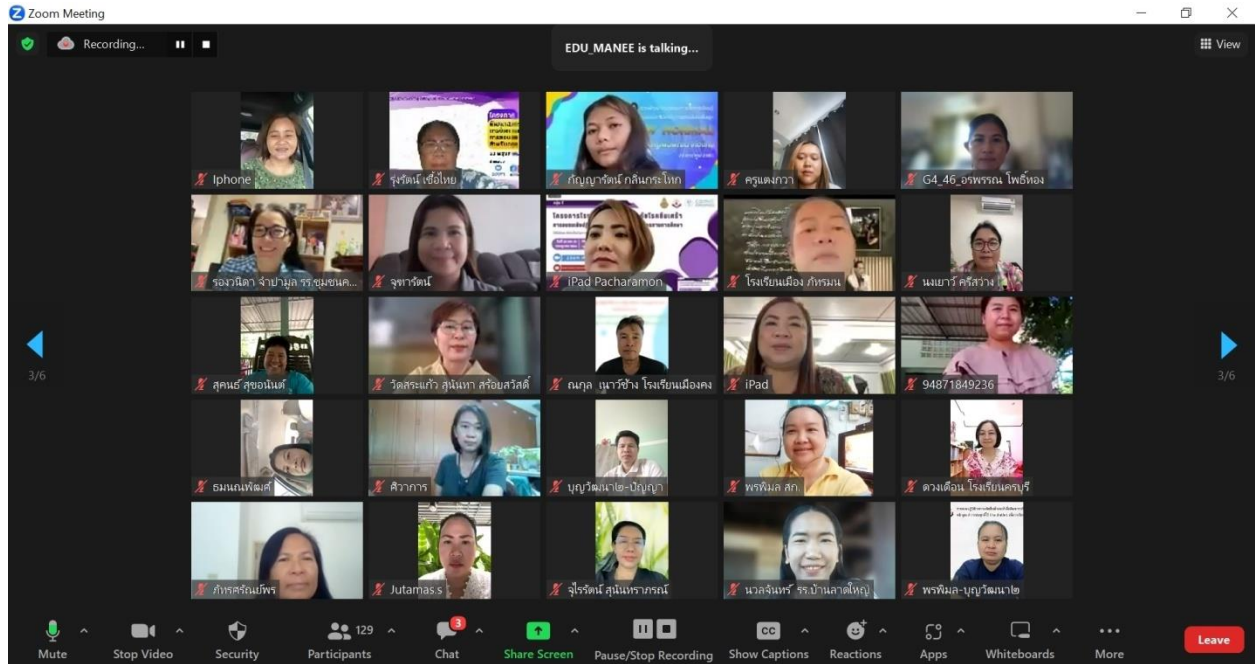 Zoom Meeting
Recording...
EDU_MANEE is talking...
View
Iphone
รุ่งรัตน์ เชื้อไทย
กัญญารัตน์ กลิ่นกระโทก
ครูแตงกวา
G4_46_อรพรรณ โพธิ์ทอง
โครงการ
รองวนิดา จำปามูล รร.ชุมชนค...
จุฑารัตน์
iPad Pacharamon
โรงเรียนเมือง ภัทรมน
นงเยาว์ ศรีสว่าง
3/6
3/6
สุคนธ์ สุขอนันต์
วัดสระแก้ว สุนันทา สร้อยสวัสดิ์
ณกุล เนาว์ช้าง โรงเรียนเมืองคง
iPad
94871849236
ธมนณพัฒศ์
ศิวาการ
บุญวัฒนา๒-ปัญญา
พรพิมล สก.
ดวงเดือน โรงเรียนครบุรี
ภัทรศรัณย์พร
Jutamas.s
จุไรรัตน์ สุนันทราภรณ์
นวลจันทร์ รร.บ้านลาดใหญ่
พรพิมล-บุญวัฒนา๒
129
3
CC
Mute
Stop Video
Security
Participants
Chat
Share Screen
Pause/Stop Recording
Show Captions
Reactions
Apps
Whiteboards
More
Leave